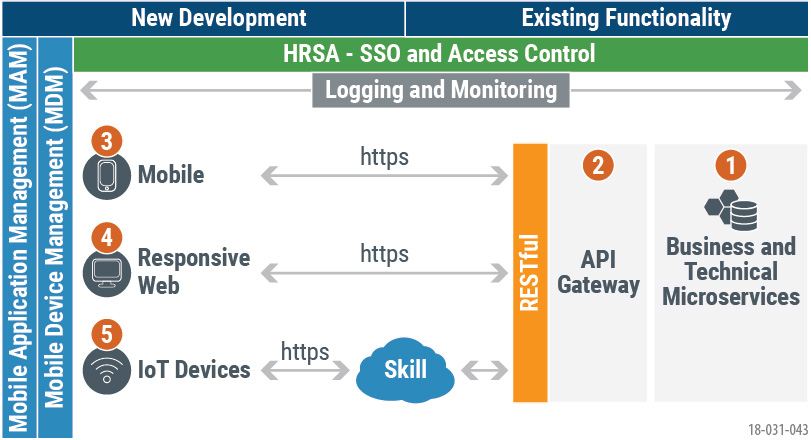 New Development
Existing Functionality
HRSA - SSO and Access Control
Logging and Monitoring
Mobile Application Management (MAM)
Mobile Device Management (MDM)
3
Mobile
https
4
Responsive
Web
https
5
IoT Devices
https
Skill
RESTful
2
API
Gateway
1
Business and
Technical
Microservices
18-031-043